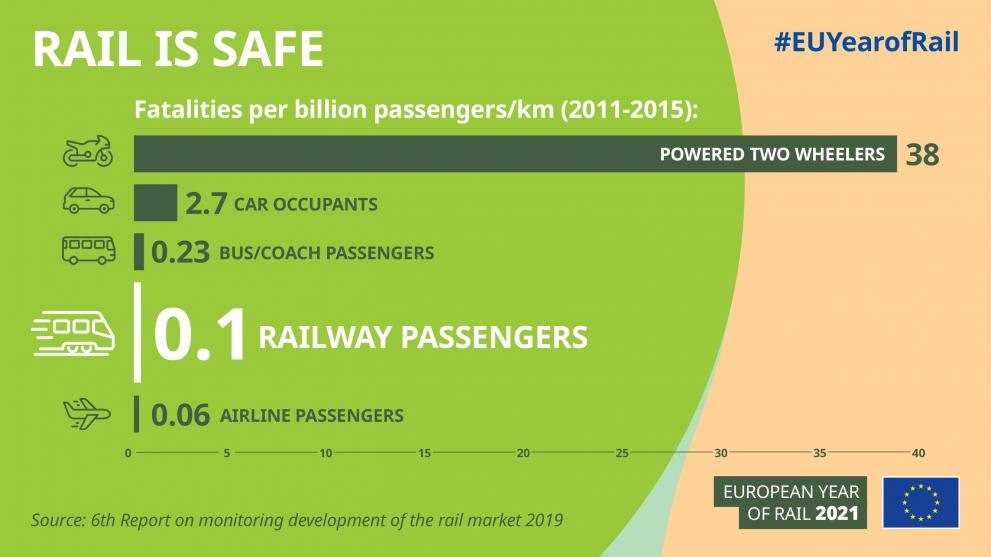 RAIL IS SAFE
#EUYearofRail
Fatalities per billion passengers/km (2011-2015):
POWERED TWO WHEELERS 38
2.7 CAR OCCUPANTS
0.23 BUS/COACH PASSENGERS
0.1 RAILWAY PASSENGERS
0.06 AIRLINE PASSENGERS
0 5 10 15 20 25 30 35 40
EUROPEAN YEAR
OF RAIL 2021
Source: 6th Report on monitoring development of the rail market 2019